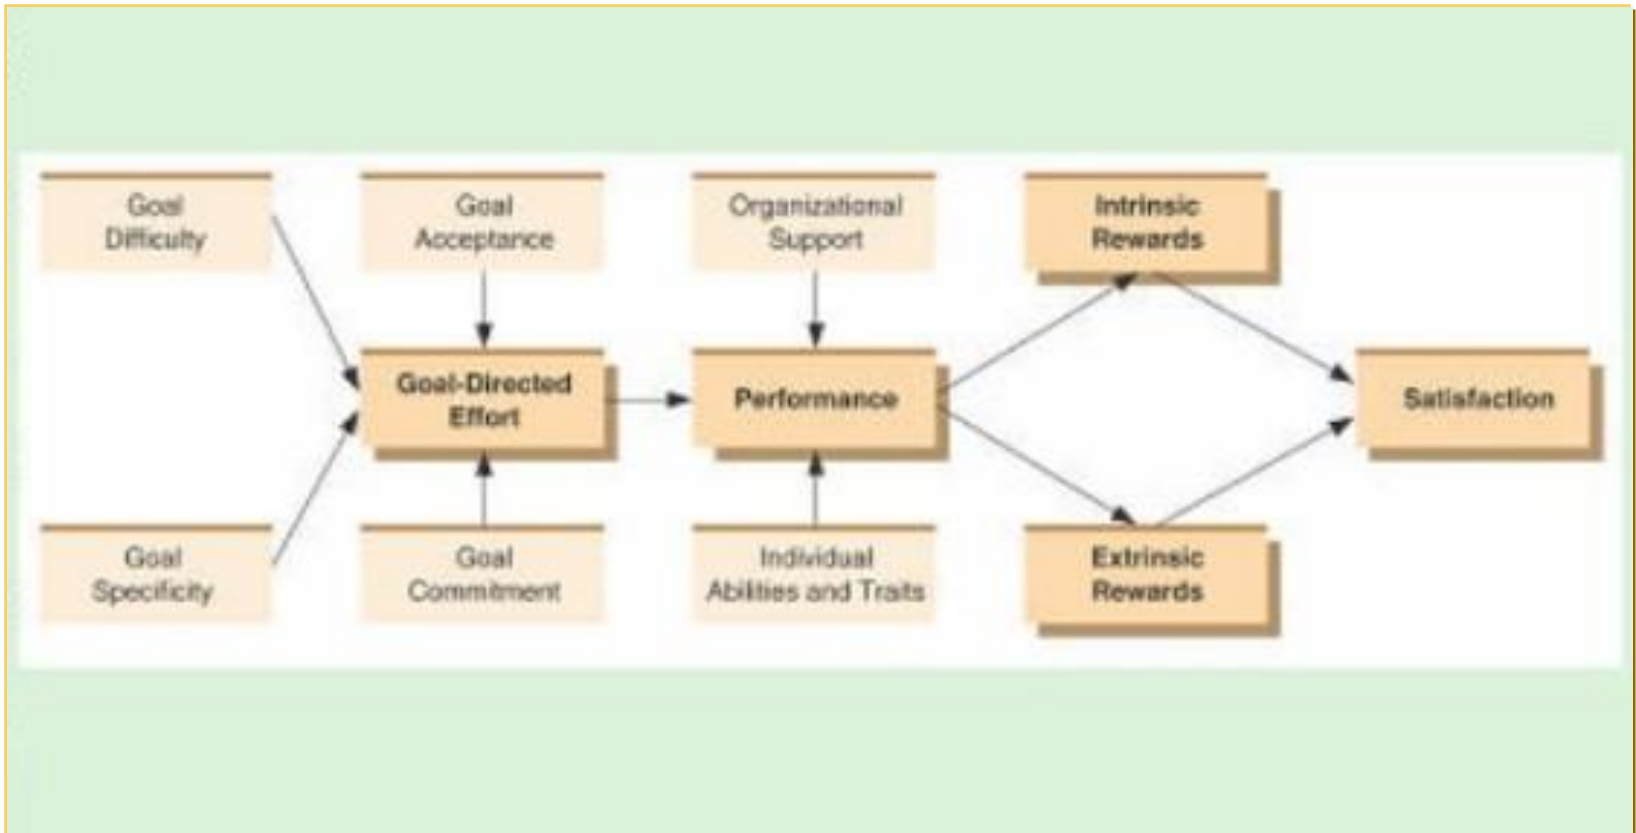 Goal
Difficulty
Goal
Acceptance
Organizational
Support
Intrinsic
Rewards
Goal-Directed
Effort
Performance
Satisfaction
Goal
Specificity
Goal
Commitment
Individual
Abilities and Traits
Extrinsic
Rewards